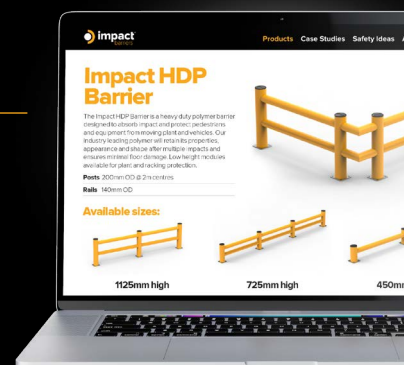 impact
barriers
Products Case Studies Safety Ideas
Impact HDP
Barrier
The Impact HDP Barrier is a heavy duty polymer barrier
designed to absorb impact and protect pedestrians
and equipment from moving plant and vehicles. Our
industry leading polymer will retain its properties,
appearance and shape after multiple impacts and
ensures minimal floor damage. Low height modules
available for plant and racking protection.
Posts 200mm OD @ 2m centres
Rails 140mm OD
Available sizes:
1125mm high
725mm high
450mm